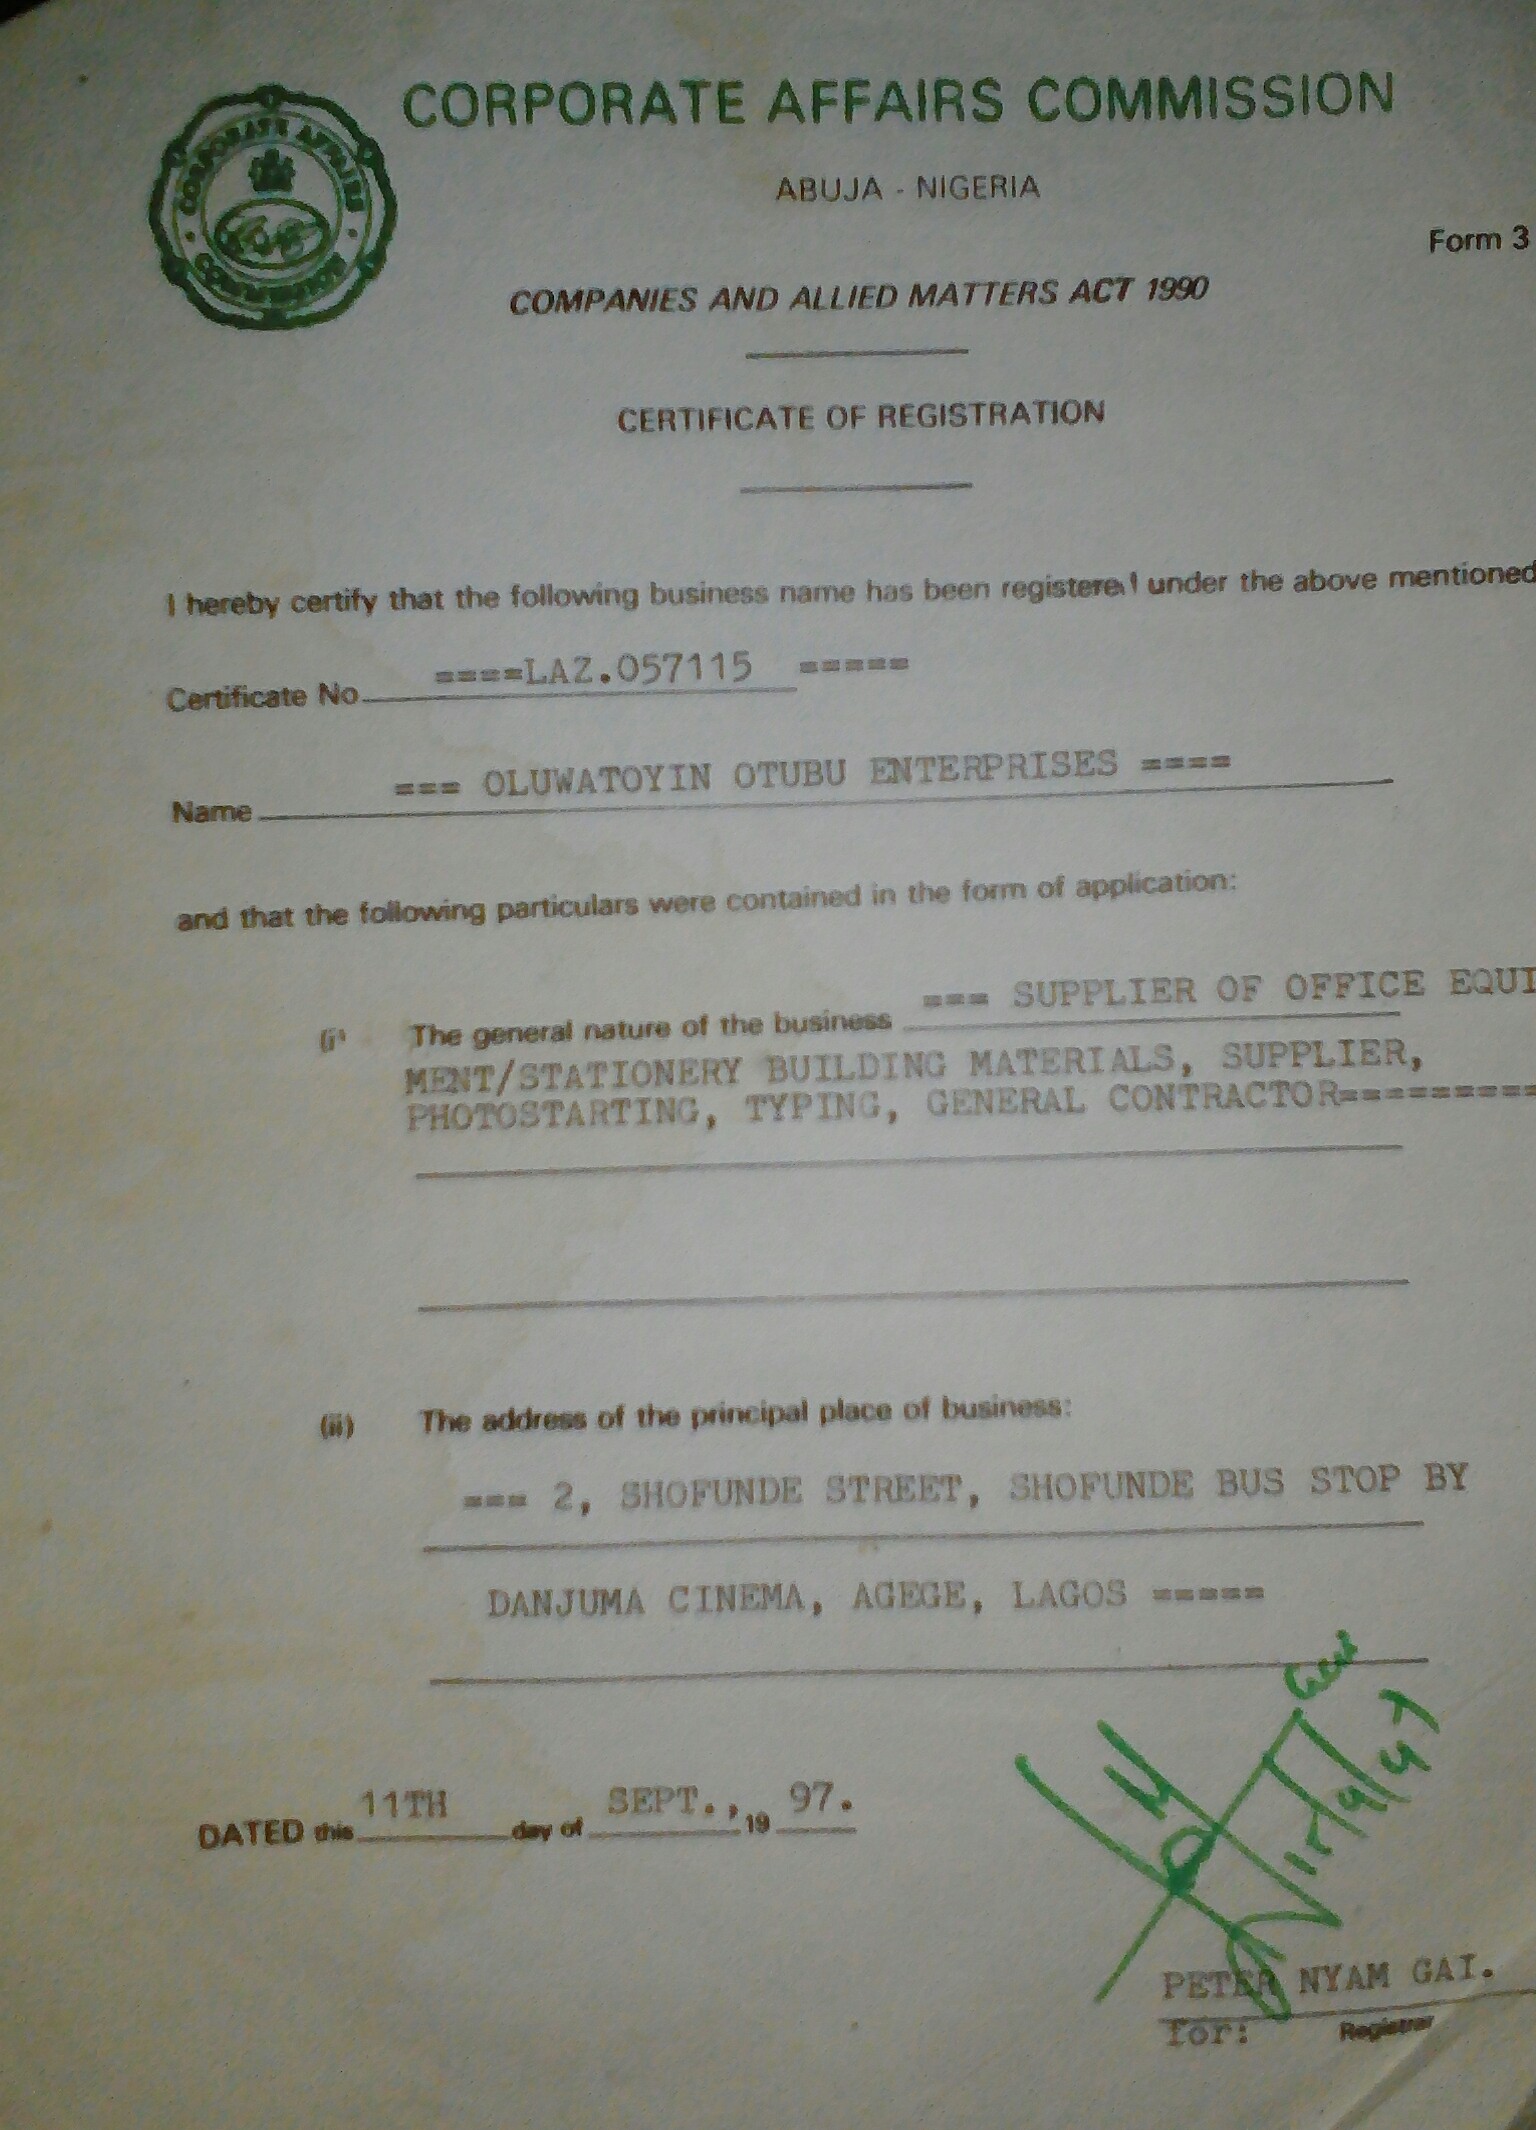 CORPORATE AFFAIRS COMMISSION
CORPORATE AFFAIRS
COMMISSION
ABUJA - NIGERIA
Form 3
COMPANIES AND ALLIED MATTERS ACT 1990
CERTIFICATE OF REGISTRATION
I hereby certify that the following business name has been registered under the above mentioned
Certificate No ====LAZ.057115 =====
Name === OLUWATOYIN OTUBU ENTERPRISES ====
and that the following particulars were contained in the form of application:
(i) The general nature of the business === SUPPLIER OF OFFICE EQUI
MENT/STATIONERY BUILDING MATERIALS, SUPPLIER,
PHOTOSTARTING, TYPING, GENERAL CONTRACTOR=========
(ii) The address of the principal place of business:
=== 2, SHOFUNDE STREET, SHOFUNDE BUS STOP BY
DANJUMA CINEMA, AGEGE, LAGOS =====
DATED this 11TH day of SEPT., 19 97.
PETER NYAM GAI.
for: Registrar